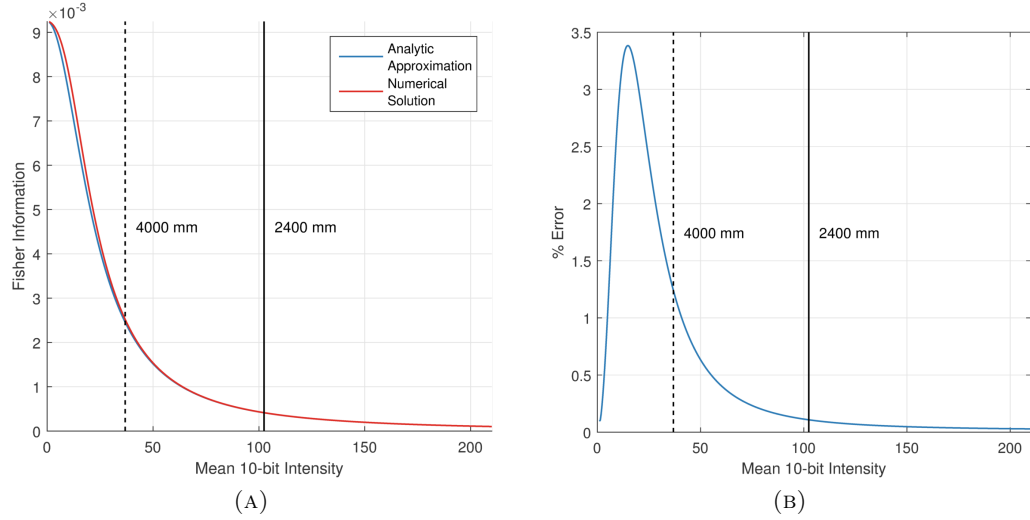 ×10⁻³
9
8
7
6
5
4
3
2
1
0
Fisher Information
0
50
100
150
200
Mean 10-bit Intensity
Analytic
Approximation
Numerical
Solution
4000 mm
2400 mm
(A)
3.5
3
2.5
2
1.5
1
0.5
0
% Error
0
50
100
150
200
Mean 10-bit Intensity
4000 mm
2400 mm
(B)